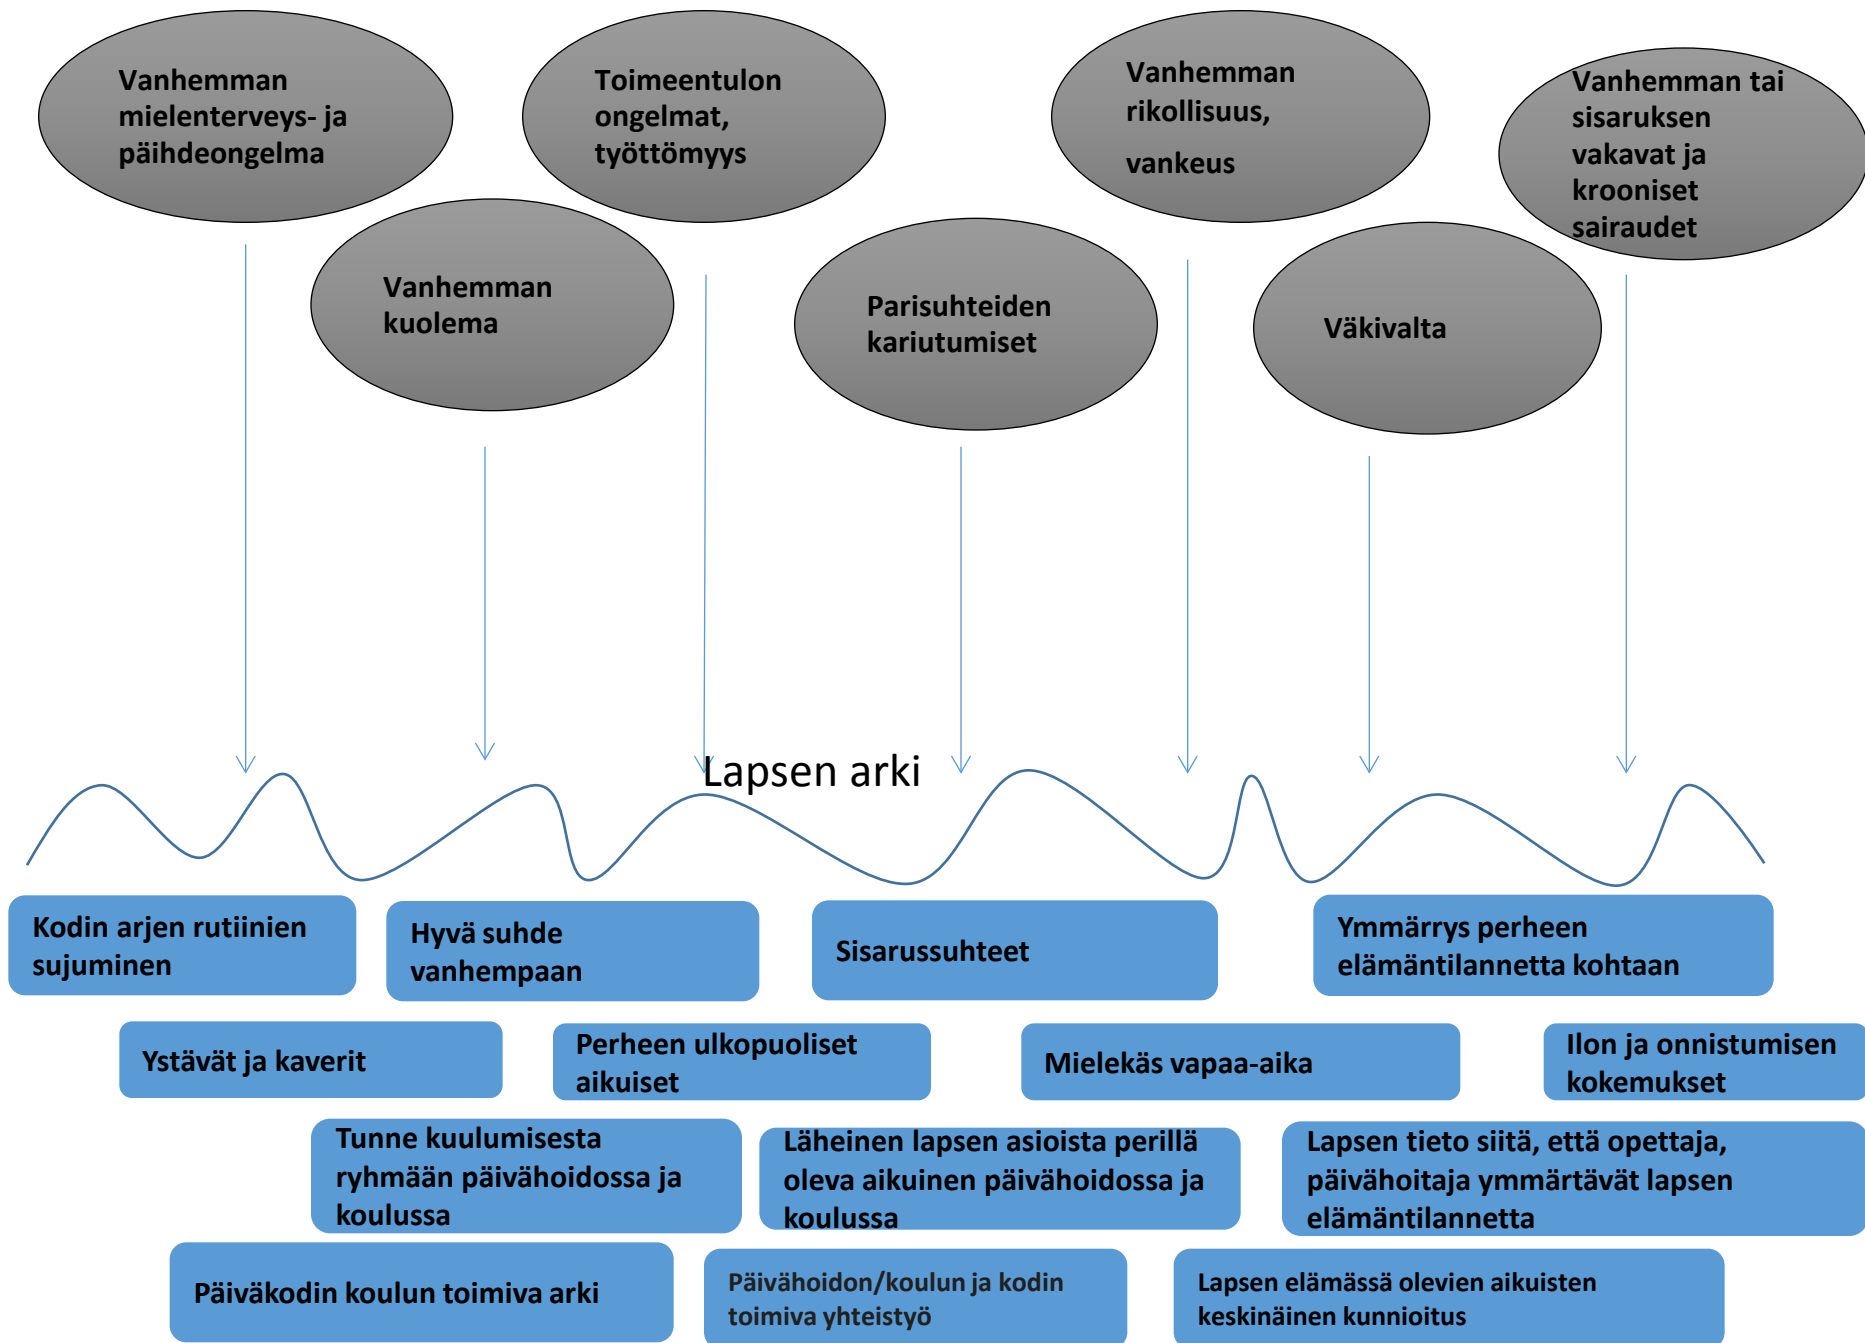 Vanhemman
mielenterveys- ja
päihdeongelma
Toimeentulon
ongelmat,
työttömyys
Vanhemman
rikollisuus,
vankeus
Vanhemman tai
sisaruksen
vakavat ja
krooniset
sairaudet
Vanhemman
kuolema
Parisuhteiden
kariutumiset
Väkivalta
Lapsen arki
Kodin arjen rutiinien
sujuminen
Hyvä suhde
vanhempaan
Sisarussuhteet
Ymmärrys perheen
elämäntilannetta kohtaan
Ystävät ja kaverit
Perheen ulkopuoliset
aikuiset
Mielekäs vapaa-aika
Ilon ja onnistumisen
kokemukset
Tunne kuulumisesta
ryhmään päivähoidossa ja
koulussa
Läheinen lapsen asioista perillä
oleva aikuinen päivähoidossa ja
koulussa
Lapsen tieto siitä, että opettaja,
päivähoitaja ymmärtävät lapsen
elämäntilannetta
Päiväkodin koulun toimiva arki
Päivähoidon/koulun ja kodin
toimiva yhteistyö
Lapsen elämässä olevien aikuisten
keskinäinen kunnioitus